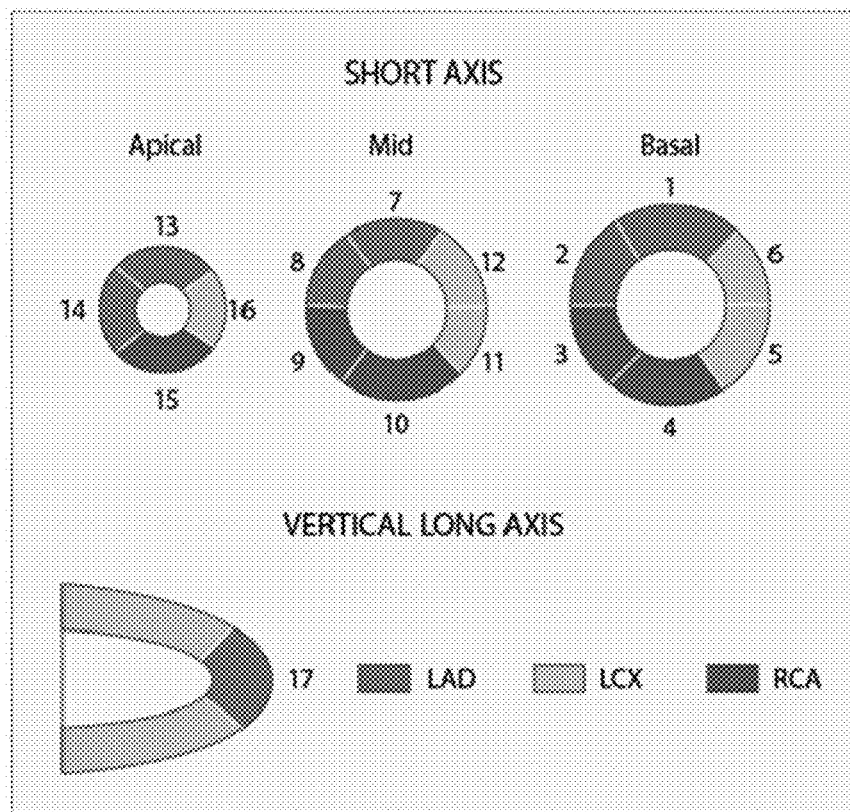 SHORT AXIS
Apical Mid Basal
13 7 1
8 12 2 6
14 16
9 11 3 5
15 10 4
VERTICAL LONG AXIS
17 LAD LCX RCA